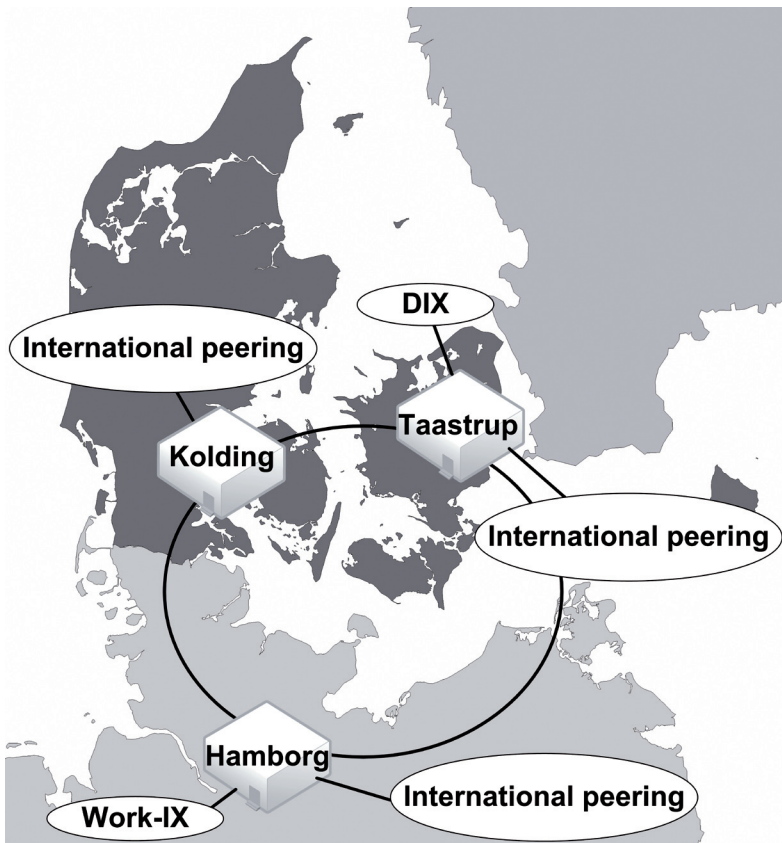 DIX
International peering
Taastrup
Kolding
International peering
Hamborg
International peering
Work-IX